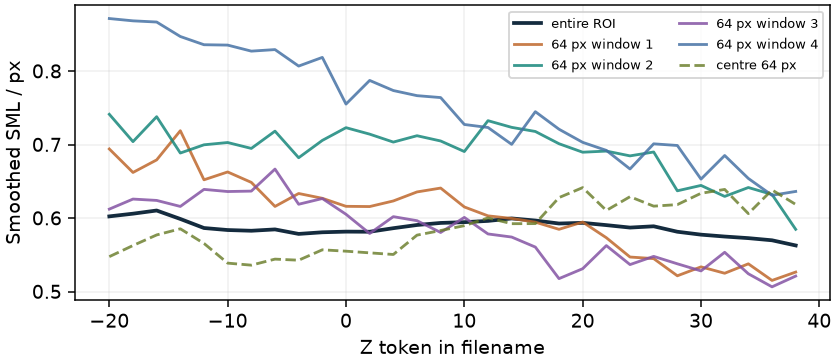 entire ROI
64 px window 1
64 px window 2
64 px window 3
64 px window 4
centre 64 px
Smoothed SML / px
0.8
0.7
0.6
0.5
−20
−10
0
10
20
30
40
Z token in filename